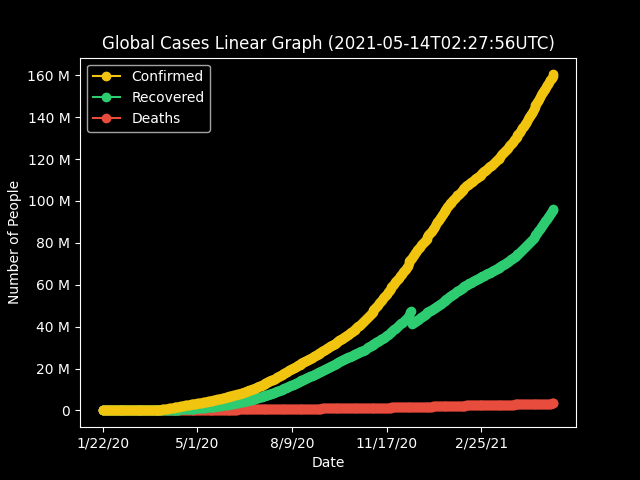 Global Cases Linear Graph (2021-05-14T02:27:56UTC)
Confirmed
Recovered
Deaths
160 M
140 M
120 M
100 M
80 M
60 M
40 M
20 M
0
Number of People
1/22/20 5/1/20 8/9/20 11/17/20 2/25/21
Date